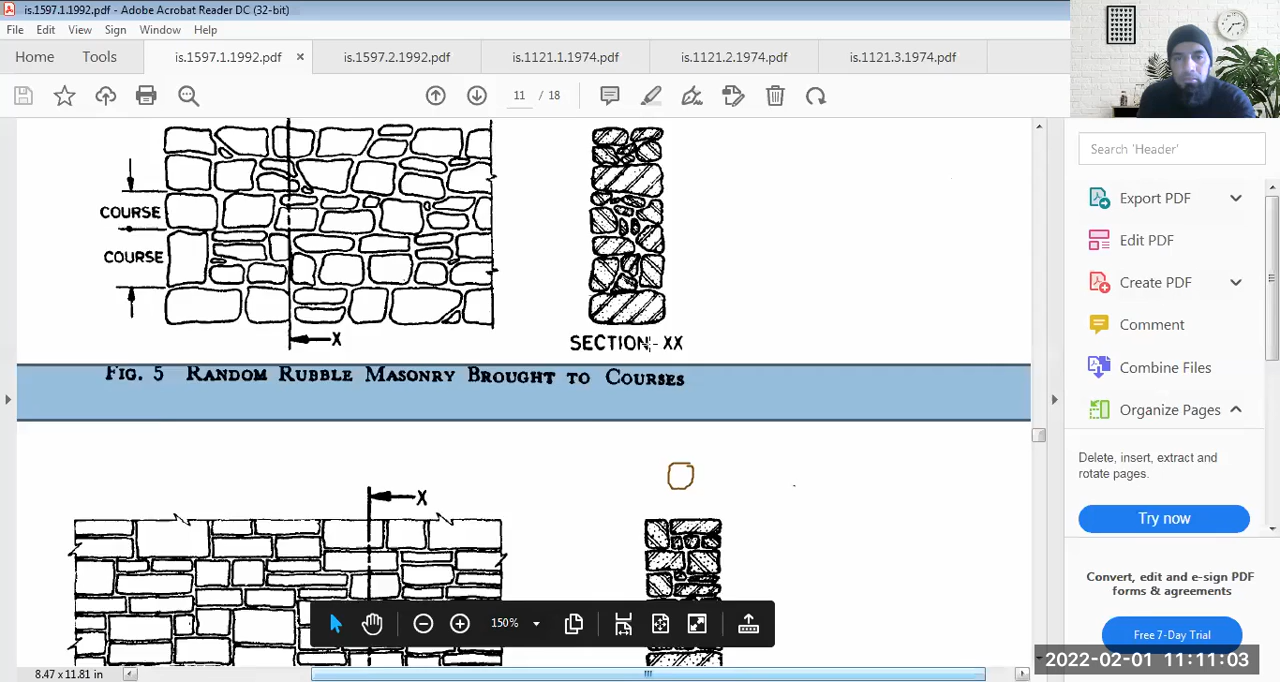 is.1597.1.1992.pdf - Adobe Acrobat Reader DC (32-bit)
File Edit View Window Sign Help
Home Tools is.1597.1.1992.pdf × is.1597.2.1992.pdf is.1121.1.1974.pdf is.1121.2.1974.pdf is.1121.3.1974.pdf
11 / 18
Search 'Header'
Export PDF
Edit PDF
Create PDF
Comment
Combine Files
Organize Pages
Delete, insert, extract and
rotate pages.
Try now
Convert, edit and e-sign PDF
forms & agreements
Free 7-Day Trial
COURSE
COURSE
X
SECTION - XX
FIG. 5 RANDOM RUBBLE MASONRY BROUGHT TO COURSES
X
150%
8.47 x 11.81 in
2022-02-01 11:11:03